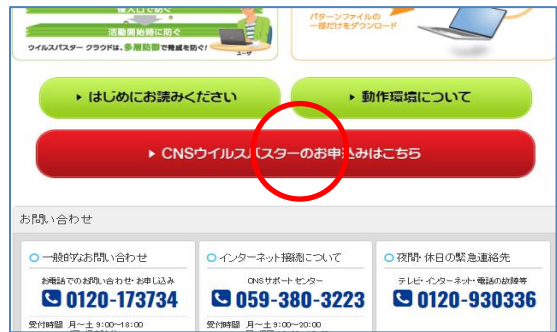 侵入口で防ぐ
活動開始時に防ぐ
ウイルスバスター クラウドは、多層防御で脅威を防ぐ!
ユーザ
パターンファイルの
一部だけをダウンロード
はじめにお読みください
動作環境について
CNSウイルスバスターのお申込みはこちら
お問い合わせ
一般的なお問い合わせ
お電話でのお問い合わせ・お申し込み
0120-173734
受付時間 月~土 9:00~18:00
インターネット接続について
CNSサポートセンター
059-380-3223
受付時間 月~土 9:00~20:00
夜間・休日の緊急連絡先
テレビ・インターネット・電話の故障等
0120-930336